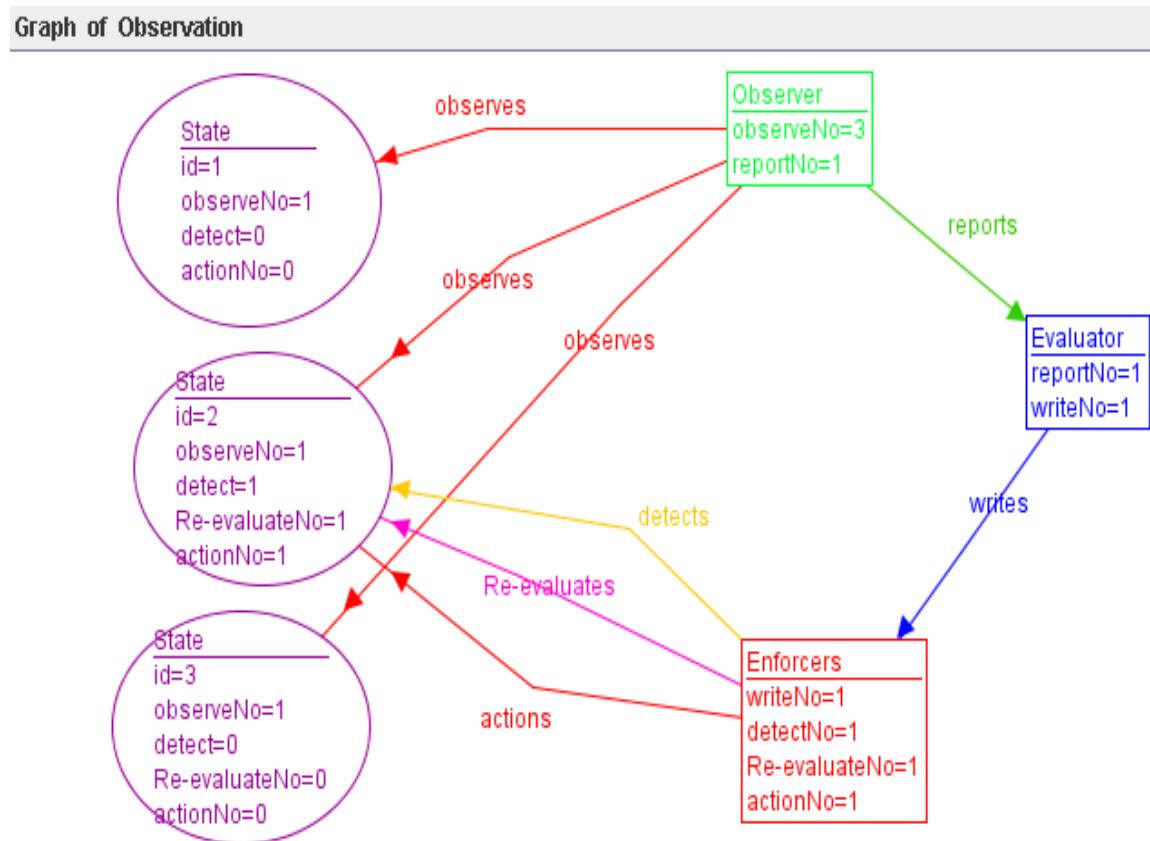 Graph of Observation
State
id=1
observeNo=1
detect=0
actionNo=0
observes
Observer
observeNo=3
reportNo=1
reports
observes
observes
Evaluator
reportNo=1
writeNo=1
State
id=2
observeNo=1
detect=1
Re-evaluateNo=1
actionNo=1
detects
writes
Re-evaluates
State
id=3
observeNo=1
detect=0
Re-evaluateNo=0
actionNo=0
actions
Enforcers
writeNo=1
detectNo=1
Re-evaluateNo=1
actionNo=1